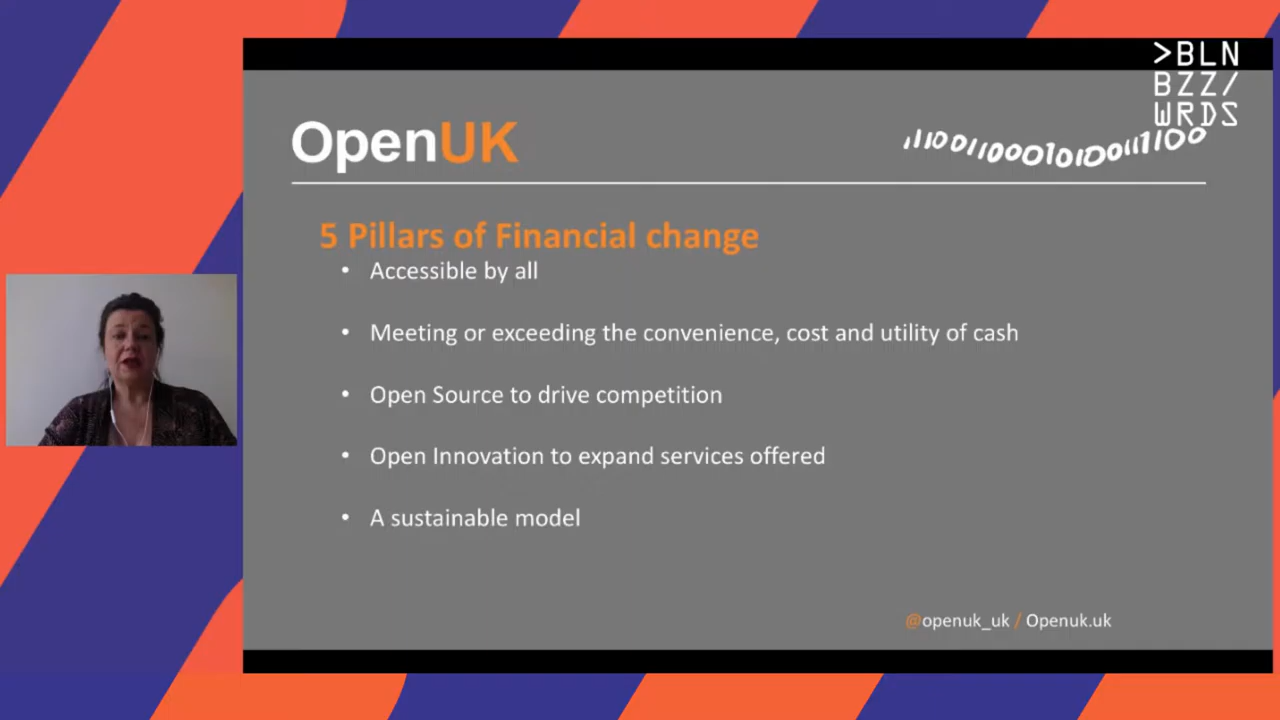 >BLN
BZZ/
WRDS
OpenUK
5 Pillars of Financial change
• Accessible by all
• Meeting or exceeding the convenience, cost and utility of cash
• Open Source to drive competition
• Open Innovation to expand services offered
• A sustainable model
@openuk_uk / Openuk.uk